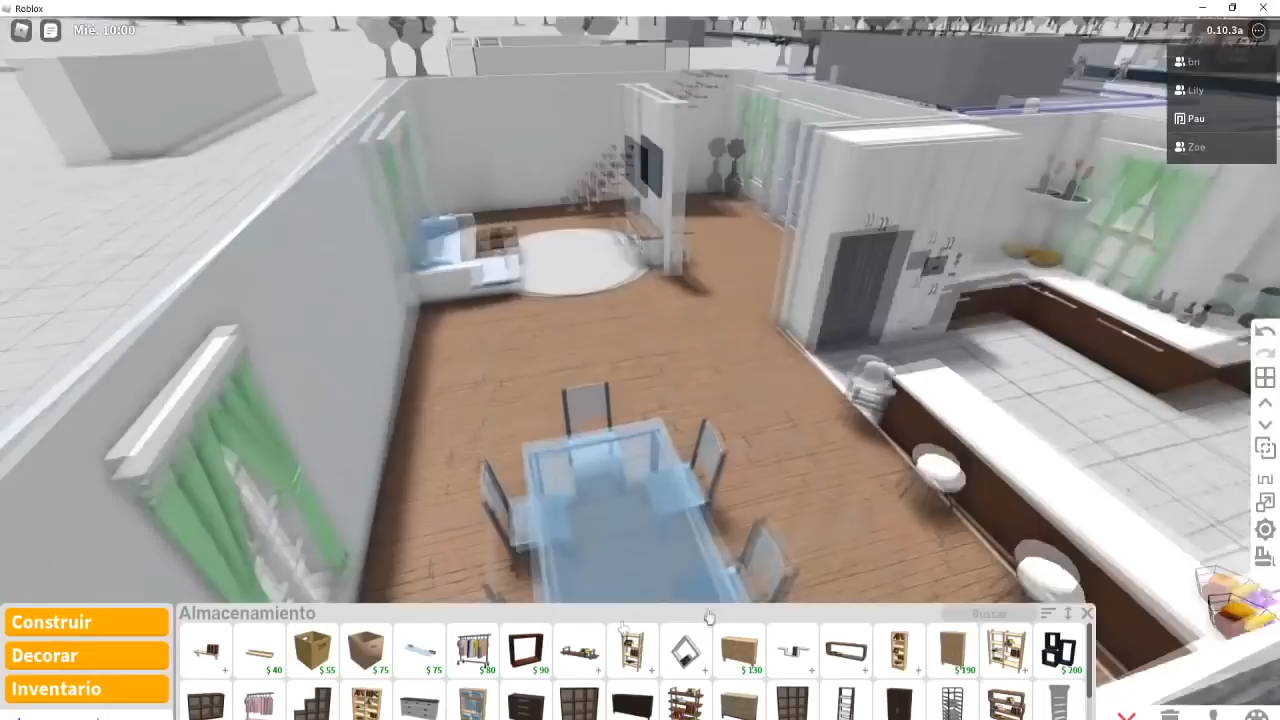 Roblox
Mié. 10:00
0.10.3a
bri
Lily
Pau
Zoe
Construir
Decorar
Inventario
Almacenamiento
Buscar
$ 40
$ 55
$ 75
$ 75
$ 80
$ 90
$ 130
$ 190
$ 200